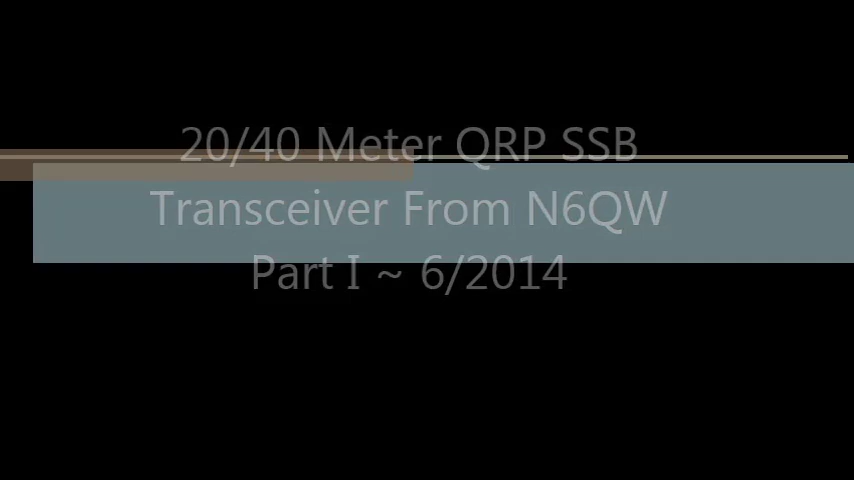 20/40 Meter QRP SSB
Transceiver From N6QW
Part I ~ 6/2014